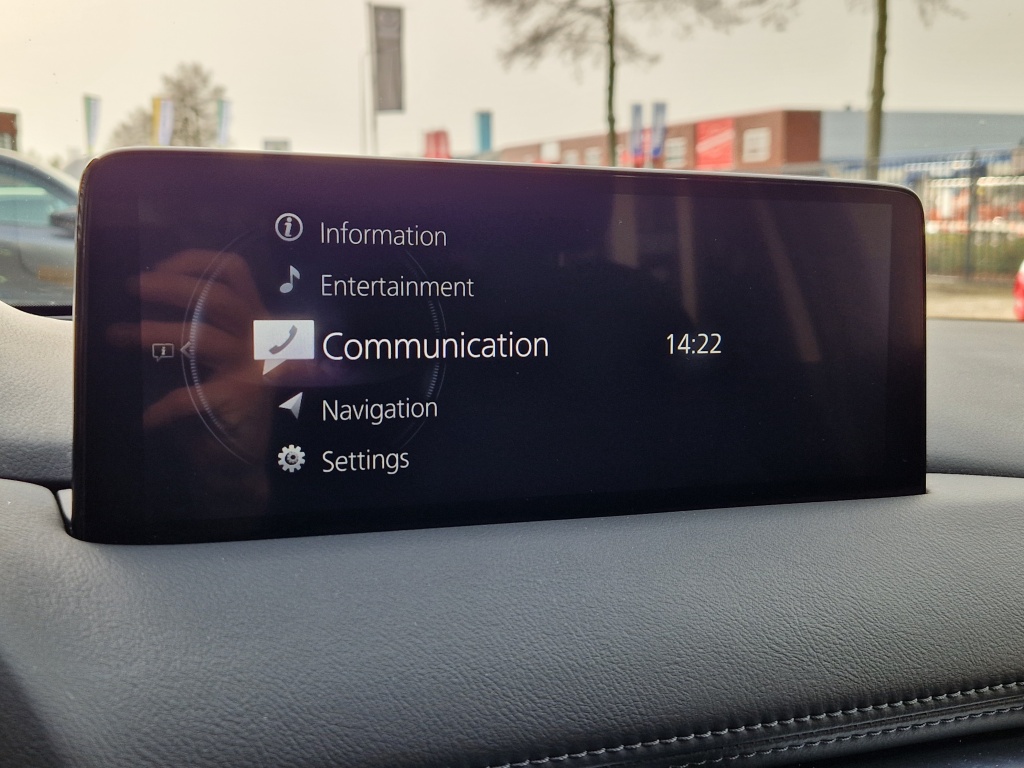 Information
Entertainment
Communication
14:22
Navigation
Settings